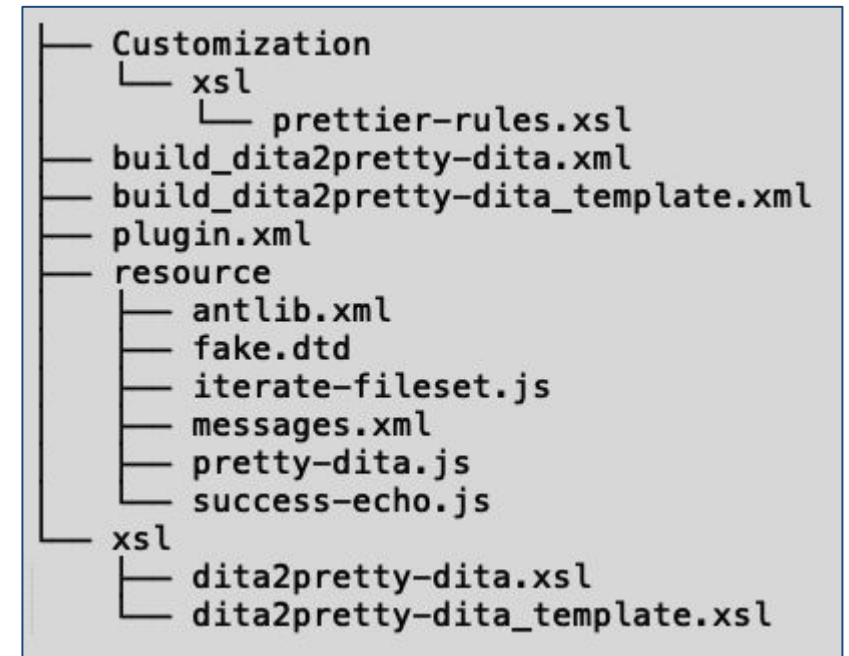 ├── Customization
│   └── xsl
│       └── prettier-rules.xsl
├── build_dita2pretty-dita.xml
├── build_dita2pretty-dita_template.xml
├── plugin.xml
├── resource
│   ├── antlib.xml
│   ├── fake.dtd
│   ├── iterate-fileset.js
│   ├── messages.xml
│   ├── pretty-dita.js
│   └── success-echo.js
└── xsl
    ├── dita2pretty-dita.xsl
    └── dita2pretty-dita_template.xsl